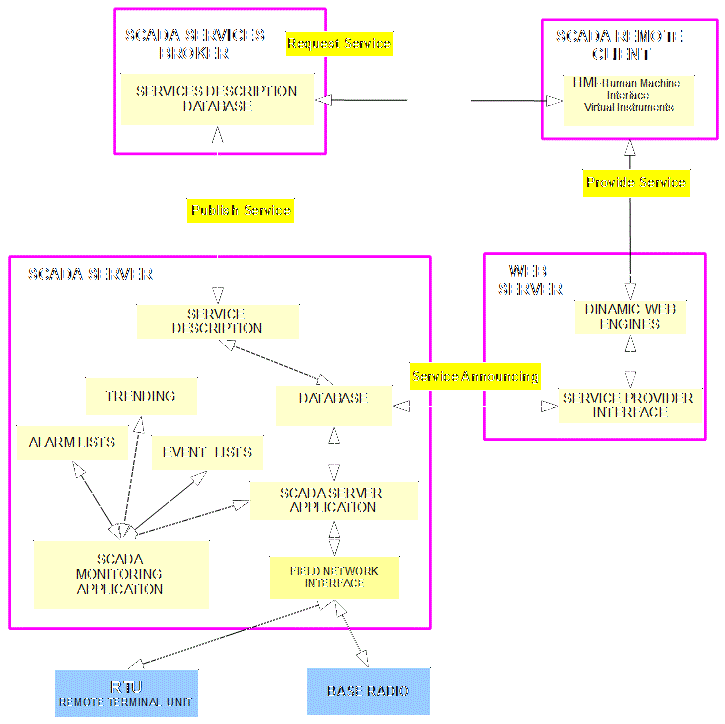 SCADA SERVICES
BROKER
SERVICES DESCRIPTION
DATABASE
Request Service
SCADA REMOTE
CLIENT
HMI-Human Machine
Interface
Virtual Instruments
Publish Service
Provide Service
SCADA SERVER
SERVICE
DESCRIPTION
TRENDING
DATABASE
ALARM LISTS
EVENT LISTS
SCADA SERVER
APPLICATION
SCADA
MONITORING
APPLICATION
FIELD NETWORK
INTERFACE
Service Announcing
WEB
SERVER
DINAMIC WEB
ENGINES
SERVICE PROVIDER
INTERFACE
RTU
REMOTE TERMINAL UNIT
BASE RADIO